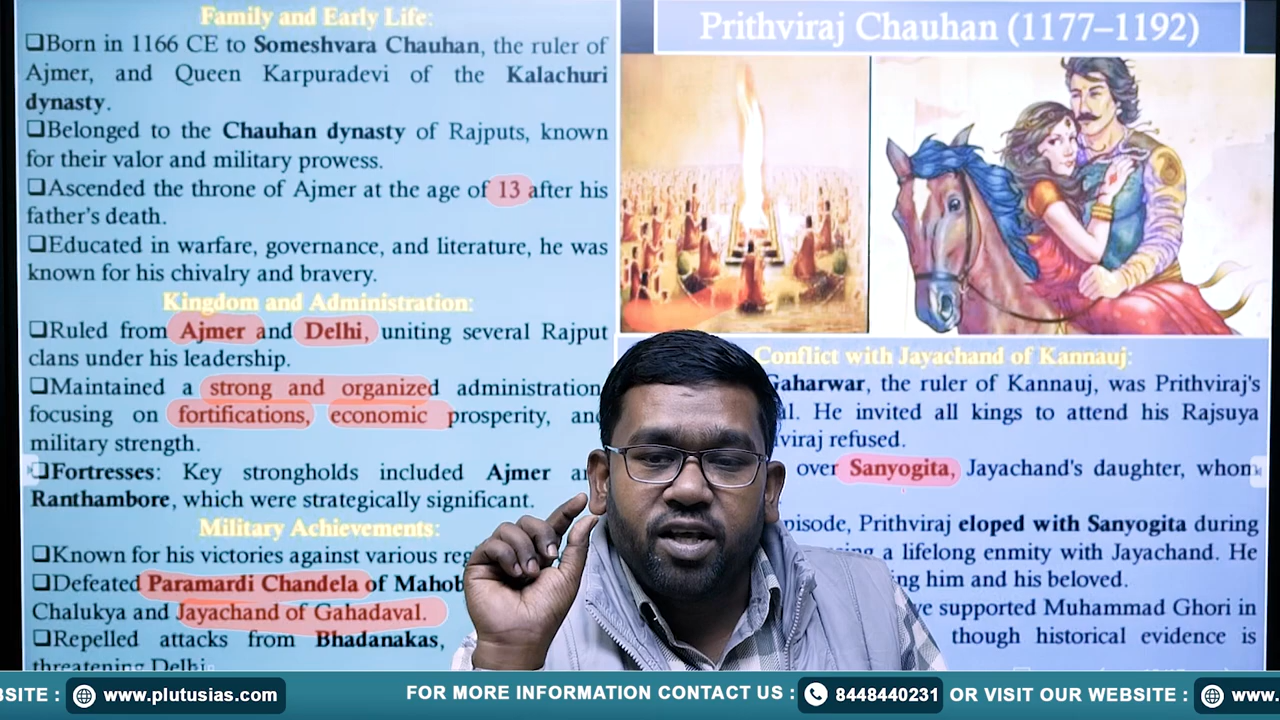 Family and Early Life:
❑Born in 1166 CE to Someshvara Chauhan, the ruler of
Ajmer, and Queen Karpuradevi of the Kalachuri
dynasty.
❑Belonged to the Chauhan dynasty of Rajputs, known
for their valor and military prowess.
❑Ascended the throne of Ajmer at the age of 13 after his
father's death.
❑Educated in warfare, governance, and literature, he was
known for his chivalry and bravery.
Kingdom and Administration:
❑Ruled from Ajmer and Delhi, uniting several Rajput
clans under his leadership.
❑Maintained a strong and organized administration
focusing on fortifications, economic prosperity, and
military strength.
❑Fortresses: Key strongholds included Ajmer
Ranthambore, which were strategically significant.
Military Achievements:
❑Known for his victories against various
❑Defeated Paramardi Chandela of
Chalukya and Jayachand of Gahadaval.
❑Repelled attacks from Bhadanakas,
threatening Delhi.
Prithviraj Chauhan (1177–1192)
Conflict with Jayachand of Kannauj:
Gaharwar, the ruler of Kannauj, was Prithviraj's
He invited all kings to attend his Rajsuya
refused.
over Sanyogita, Jayachand's daughter, whom
Prithviraj eloped with Sanyogita during
a lifelong enmity with Jayachand. He
him and his beloved.
supported Muhammad Ghori in
though historical evidence is
SITE : www.plutusias.com FOR MORE INFORMATION CONTACT US : 8448440231 OR VISIT OUR WEBSITE : www.